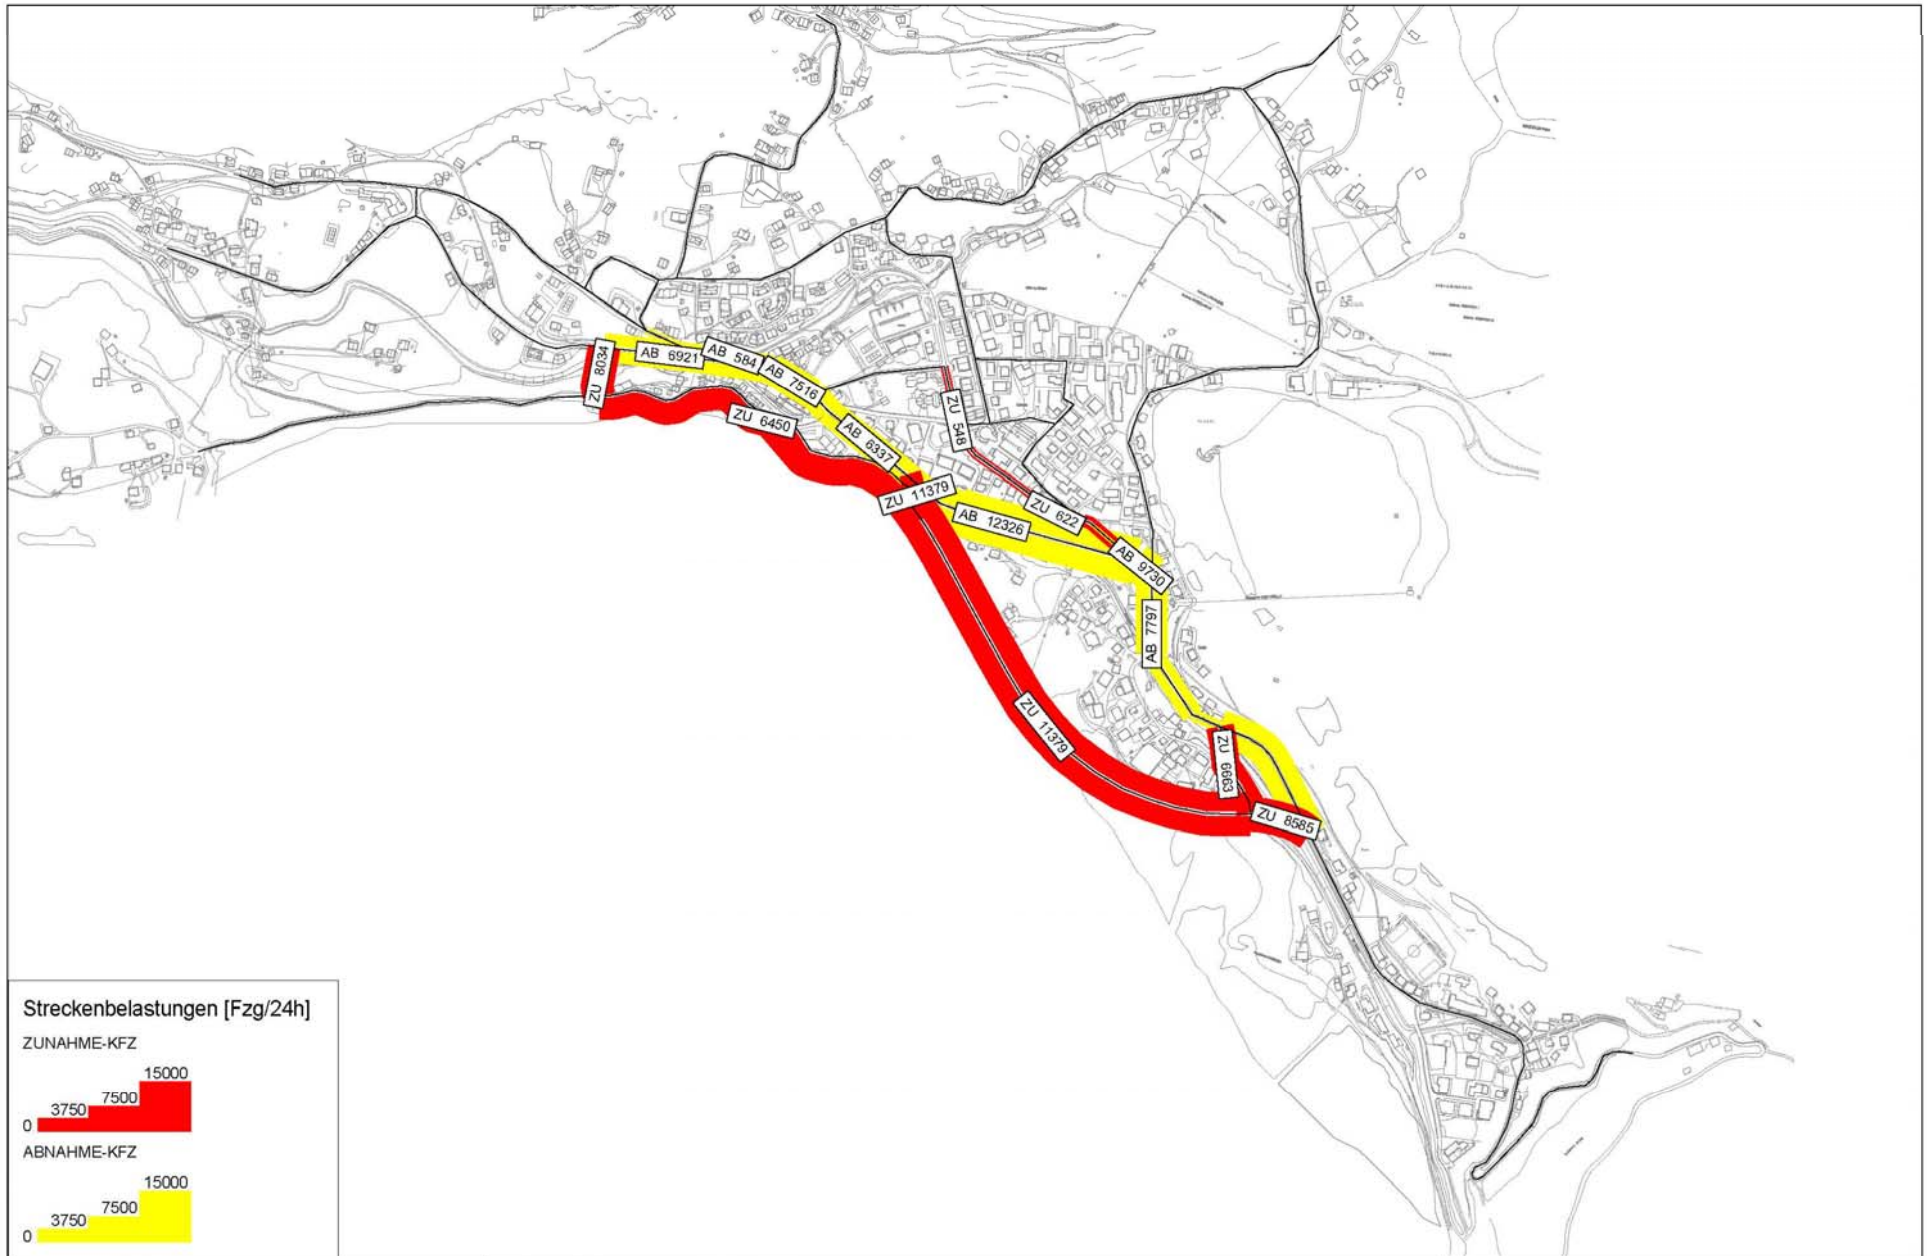 ZU 8034
AB 6921
AB 584
AB 7516
ZU 6450
AB 6337
ZU 548
ZU 11379
AB 12326
ZU 622
AB 9730
AB 7797
ZU 11379
ZU 6663
ZU 8585
Streckenbelastungen [Fzg/24h]
ZUNAHME-KFZ
15000
7500
3750
0
ABNAHME-KFZ
15000
7500
3750
0